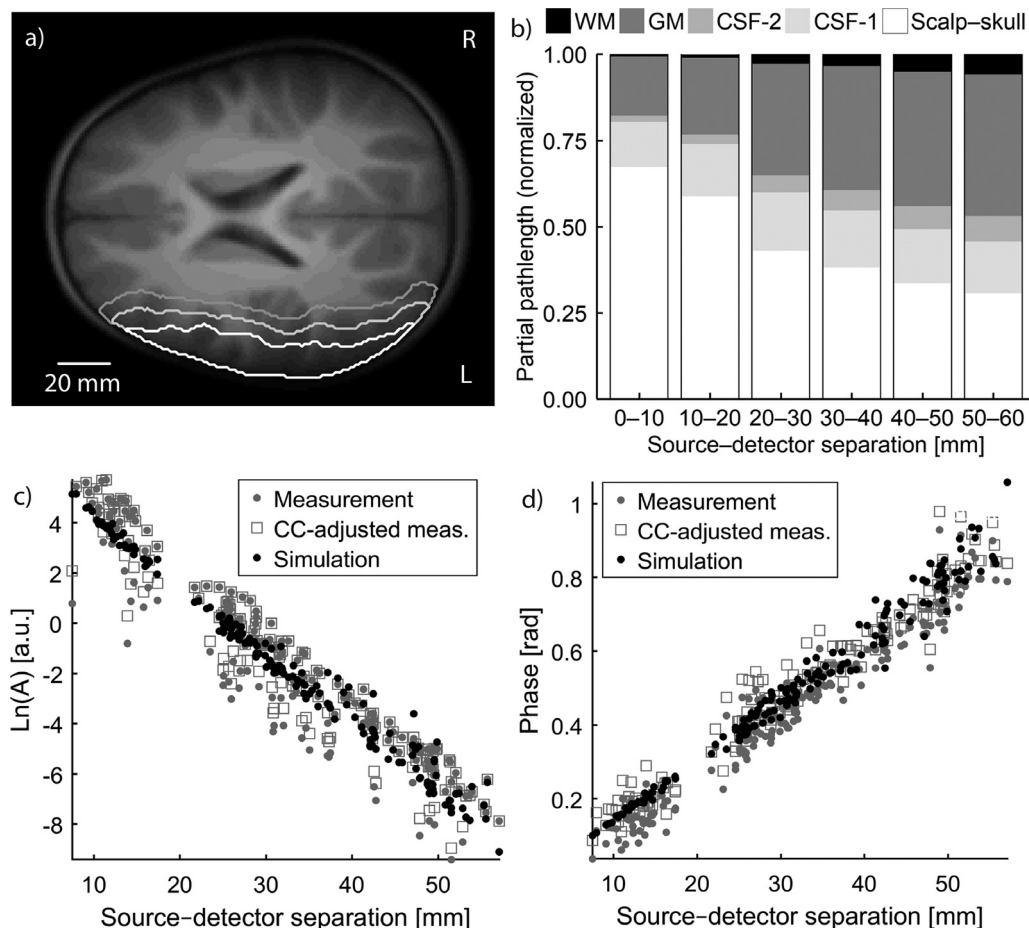 a)
R
L
20 mm
b)
WM GM CSF-2 CSF-1 Scalp–skull
Partial pathlength (normalized)
1.00
0.75
0.50
0.25
0.00
0–10 10–20 20–30 30–40 40–50 50–60
Source–detector separation [mm]
c)
Measurement
CC-adjusted meas.
Simulation
Ln(A) [a.u.]
4
2
0
-2
-4
-6
-8
10 20 30 40 50
Source–detector separation [mm]
d)
Measurement
CC-adjusted meas.
Simulation
Phase [rad]
1
0.8
0.6
0.4
0.2
10 20 30 40 50
Source–detector separation [mm]